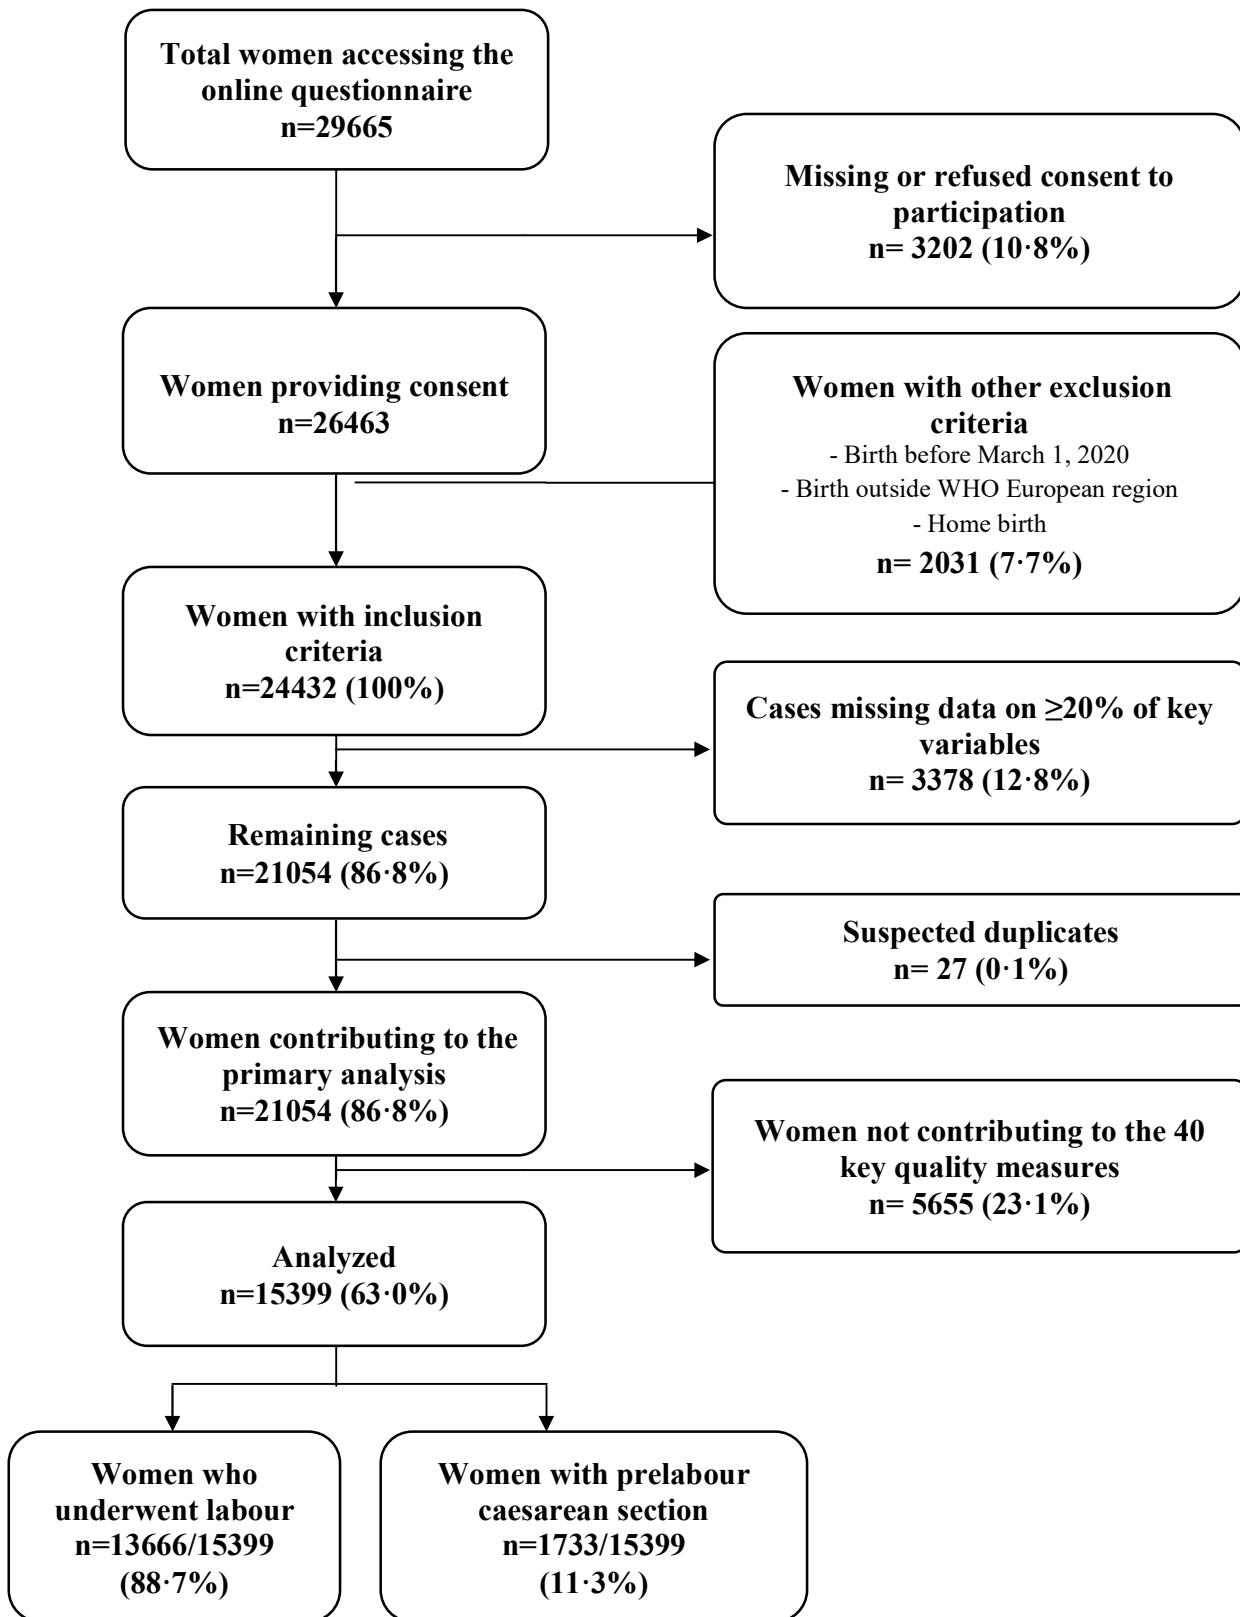 Total women accessing the
online questionnaire
n=29665
Missing or refused consent to
participation
n= 3202 (10·8%)
Women providing consent
n=26463
Women with other exclusion
criteria
- Birth before March 1, 2020
- Birth outside WHO European region
- Home birth
n= 2031 (7·7%)
Women with inclusion
criteria
n=24432 (100%)
Cases missing data on ≥20% of key
variables
n= 3378 (12·8%)
Remaining cases
n=21054 (86·8%)
Suspected duplicates
n= 27 (0·1%)
Women contributing to the
primary analysis
n=21054 (86·8%)
Women not contributing to the 40
key quality measures
n= 5655 (23·1%)
Analyzed
n=15399 (63·0%)
Women who
underwent labour
n=13666/15399
(88·7%)
Women with prelabour
caesarean section
n=1733/15399
(11·3%)